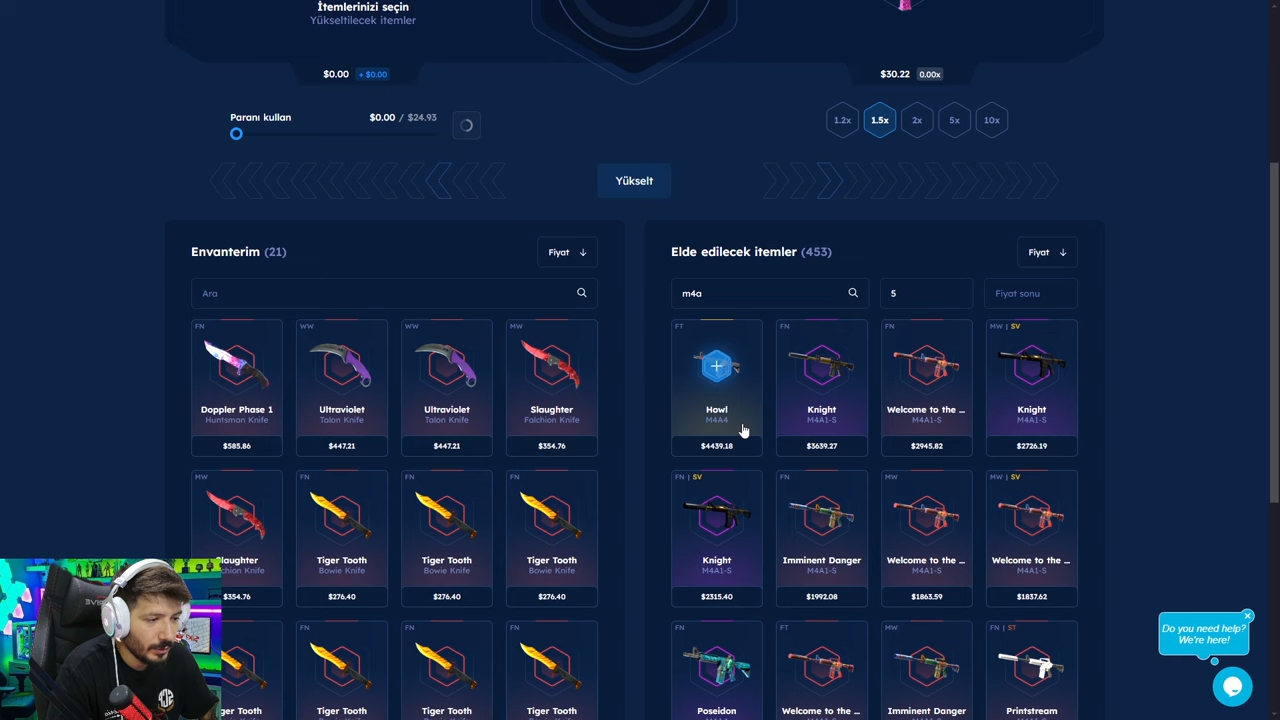 İtemlerinizi seçin
Yükseltilecek itemler
$0.00 + $0.00
$30.22 0.00x
Paranı kullan $0.00 / $24.93
1.2x 1.5x 2x 5x 10x
Yükselt
Envanterim (21) Fiyat
Ara
FN WW WW MW
Doppler Phase 1 Ultraviolet Ultraviolet Slaughter
Huntsman Knife Talon Knife Talon Knife Falchion Knife
$585.86 $447.21 $447.21 $354.76
MW FN FN FN
Slaughter Tiger Tooth Tiger Tooth Tiger Tooth
Bowie Knife Bowie Knife Bowie Knife
$354.76 $276.40 $276.40 $276.40
FN FN FN
Tiger Tooth Tiger Tooth Tiger Tooth
Elde edilecek itemler (453) Fiyat
m4a 5 Fiyat sonu
FT FN FN MW | SV
Howl Knight Welcome to the ... Knight
M4A4 M4A1-S M4A1-S M4A1-S
$4439.18 $3639.27 $2945.82 $2726.19
FN | SV FN MW MW | SV
Knight Imminent Danger Welcome to the ... Welcome to the ...
M4A1-S M4A1-S M4A1-S M4A1-S
$2315.40 $1992.08 $1863.59 $1837.62
FN FT MW FN | ST
Poseidon Welcome to the ... Imminent Danger Printstream
Do you need help?
We're here!